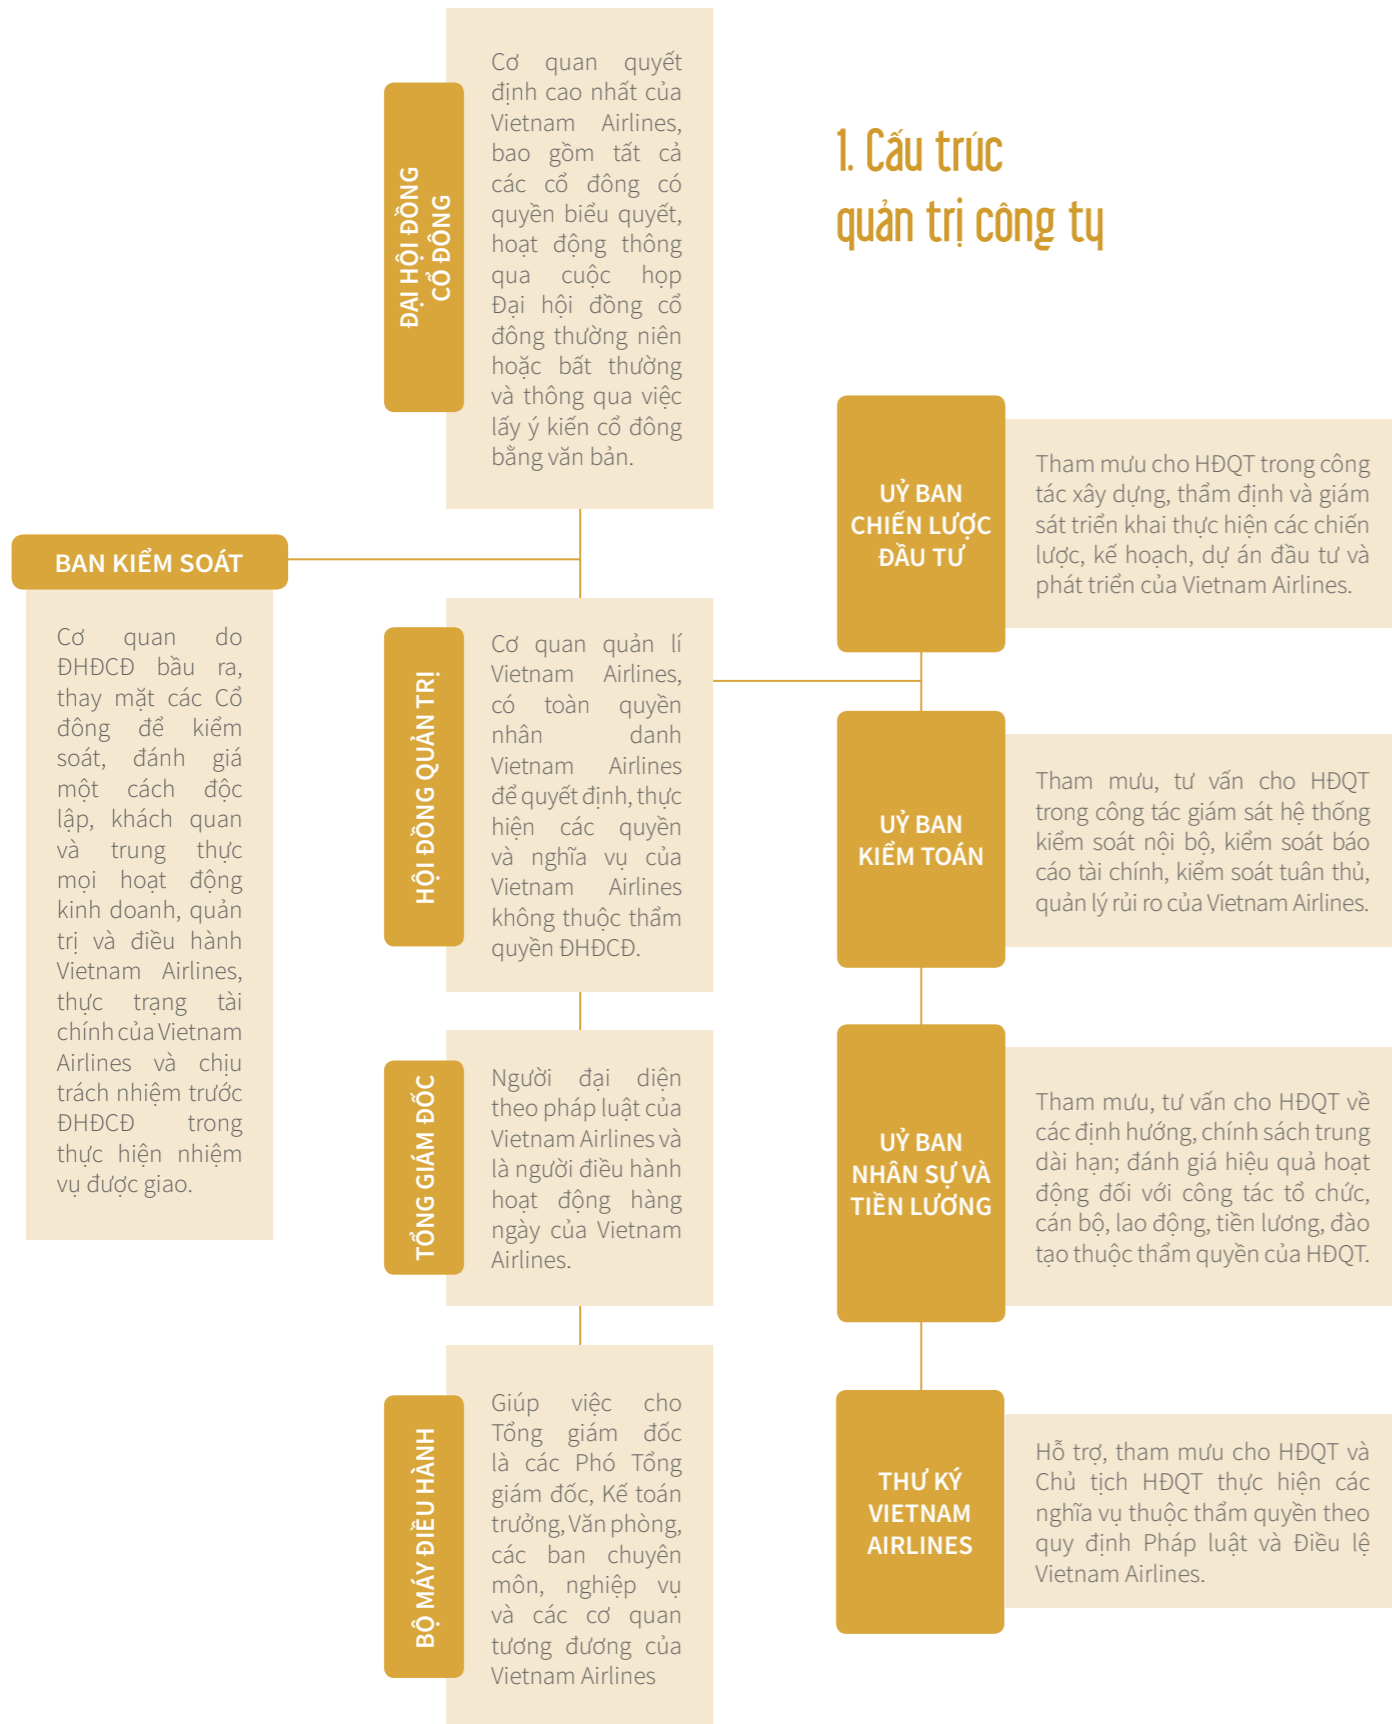 1. Cấu trúc
quản trị công ty
ĐẠI HỘI ĐỒNG
CỔ ĐÔNG
Cơ quan quyết
định cao nhất của
Vietnam Airlines,
bao gồm tất cả
các cổ đông có
quyền biểu quyết,
hoạt động thông
qua cuộc họp
Đại hội đồng cổ
đông thường niên
hoặc bất thường
và thông qua việc
lấy ý kiến cổ đông
bằng văn bản.
BAN KIỂM SOÁT
Cơ quan do
ĐHĐCĐ bầu ra,
thay mặt các Cổ
đông để kiểm
soát, đánh giá
một cách độc
lập, khách quan
và trung thực
mọi hoạt động
kinh doanh, quản
trị và điều hành
Vietnam Airlines,
thực trạng tài
chính của Vietnam
Airlines và chịu
trách nhiệm trước
ĐHĐCĐ trong
thực hiện nhiệm
vụ được giao.
HỘI ĐỒNG QUẢN TRỊ
Cơ quan quản lí
Vietnam Airlines,
có toàn quyền
nhân danh
Vietnam Airlines
để quyết định, thực
hiện các quyền
và nghĩa vụ của
Vietnam Airlines
không thuộc thẩm
quyền ĐHĐCĐ.
TỔNG GIÁM ĐỐC
Người đại diện
theo pháp luật của
Vietnam Airlines và
là người điều hành
hoạt động hàng
ngày của Vietnam
Airlines.
BỘ MÁY ĐIỀU HÀNH
Giúp việc cho
Tổng giám đốc
là các Phó Tổng
giám đốc, Kế toán
trưởng, Văn phòng,
các ban chuyên
môn, nghiệp vụ
và các cơ quan
tương đương của
Vietnam Airlines
UỶ BAN
CHIẾN LƯỢC
ĐẦU TƯ
Tham mưu cho HĐQT trong công
tác xây dựng, thẩm định và giám
sát triển khai thực hiện các chiến
lược, kế hoạch, dự án đầu tư và
phát triển của Vietnam Airlines.
UỶ BAN
KIỂM TOÁN
Tham mưu, tư vấn cho HĐQT
trong công tác giám sát hệ thống
kiểm soát nội bộ, kiểm soát báo
cáo tài chính, kiểm soát tuân thủ,
quản lý rủi ro của Vietnam Airlines.
UỶ BAN
NHÂN SỰ VÀ
TIỀN LƯƠNG
Tham mưu, tư vấn cho HĐQT về
các định hướng, chính sách trung
dài hạn; đánh giá hiệu quả hoạt
động đối với công tác tổ chức,
cán bộ, lao động, tiền lương, đào
tạo thuộc thẩm quyền của HĐQT.
THƯ KÝ
VIETNAM
AIRLINES
Hỗ trợ, tham mưu cho HĐQT và
Chủ tịch HĐQT thực hiện các
nghĩa vụ thuộc thẩm quyền theo
quy định Pháp luật và Điều lệ
Vietnam Airlines.